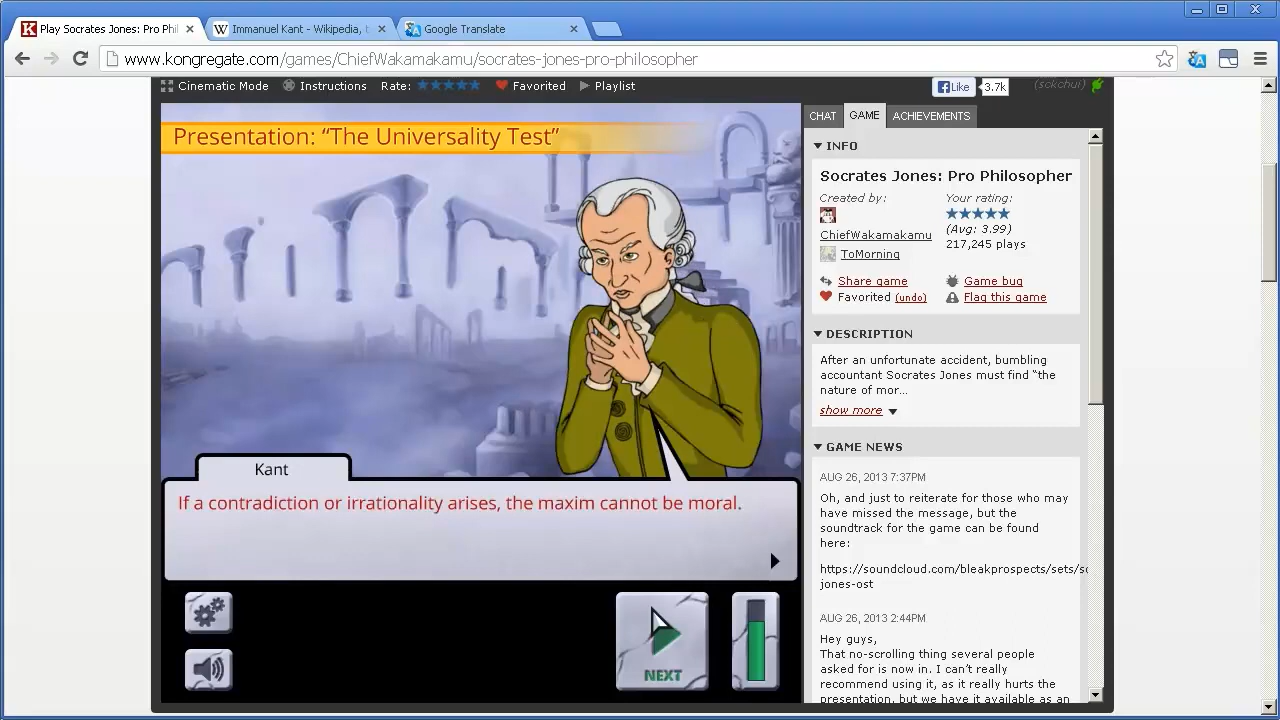 Play Socrates Jones: Pro Phil
Immanuel Kant - Wikipedia, t
Google Translate
www.kongregate.com/games/ChiefWakamakamu/socrates-jones-pro-philosopher
Cinematic Mode
Instructions
Rate:
Favorited
Playlist
Like
3.7k
(sckchui)
Presentation: “The Universality Test”
Kant
If a contradiction or irrationality arises, the maxim cannot be moral.
NEXT
CHAT
GAME
ACHIEVEMENTS
INFO
Socrates Jones: Pro Philosopher
Created by:
ChiefWakamakamu
ToMorning
Your rating:
(Avg: 3.99)
217,245 plays
Share game
Game bug
Favorited (undo)
Flag this game
DESCRIPTION
After an unfortunate accident, bumbling
accountant Socrates Jones must find "the
nature of mor...
show more
GAME NEWS
AUG 26, 2013 7:37PM
Oh, and just to reiterate for those who may
have missed the message, but the
soundtrack for the game can be found
here:
https://soundcloud.com/bleakprospects/sets/so
jones-ost
AUG 26, 2013 2:44PM
Hey guys,
That no-scrolling thing several people
asked for is now in. I can't really
recommend using it, as it really hurts the
presentation, but we have it available as an